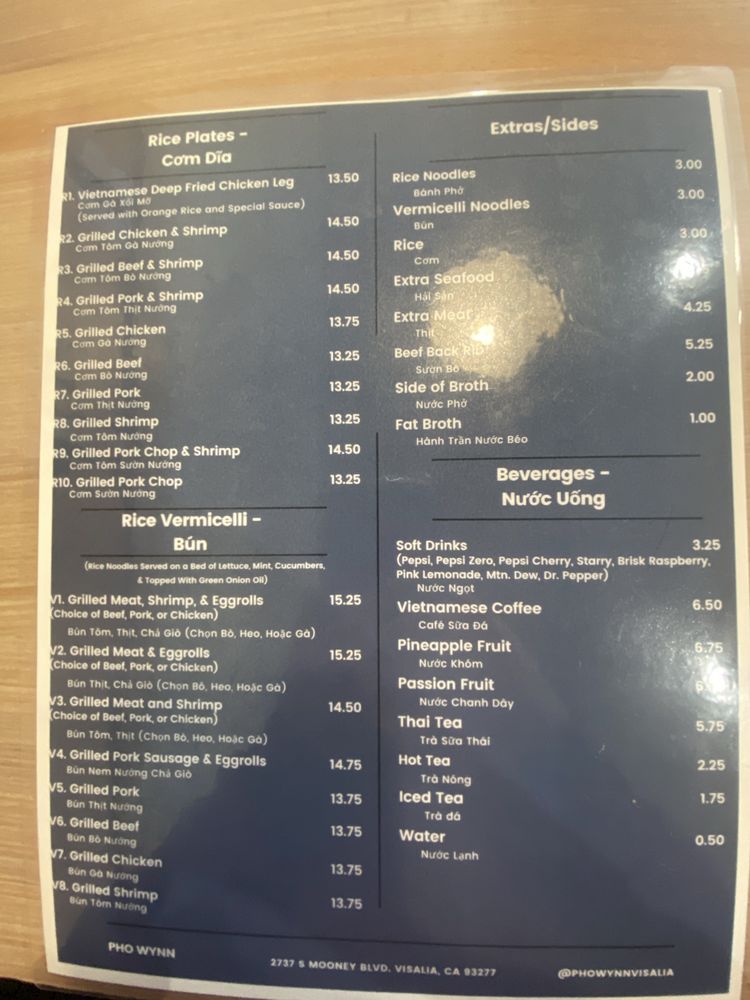 Rice Plates -
Cơm Dĩa
R1. Vietnamese Deep Fried Chicken Leg 13.50
Cơm Gà Xối Mỡ
(Served with Orange Rice and Special Sauce)
R2. Grilled Chicken & Shrimp 14.50
Cơm Tôm Gà Nướng
R3. Grilled Beef & Shrimp 14.50
Cơm Tôm Bò Nướng
R4. Grilled Pork & Shrimp 14.50
Cơm Tôm Thịt Nướng
R5. Grilled Chicken 13.75
Cơm Gà Nướng
R6. Grilled Beef 13.25
Cơm Bò Nướng
R7. Grilled Pork 13.25
Cơm Thịt Nướng
R8. Grilled Shrimp 13.25
Cơm Tôm Nướng
R9. Grilled Pork Chop & Shrimp 14.50
Cơm Tôm Sườn Nướng
R10. Grilled Pork Chop 13.25
Cơm Sườn Nướng
Rice Vermicelli -
Bún
(Rice Noodles Served on a Bed of Lettuce, Mint, Cucumbers,
& Topped With Green Onion Oil)
V1. Grilled Meat, Shrimp, & Eggrolls 15.25
(Choice of Beef, Pork, or Chicken)
Bún Tôm, Thịt, Chả Giò (Chọn Bò, Heo, Hoặc Gà)
V2. Grilled Meat & Eggrolls 15.25
(Choice of Beef, Pork, or Chicken)
Bún Thịt, Chả Giò (Chọn Bò, Heo, Hoặc Gà)
V3. Grilled Meat and Shrimp 14.50
(Choice of Beef, Pork, or Chicken)
Bún Tôm, Thịt (Chọn Bò, Heo, Hoặc Gà)
V4. Grilled Pork Sausage & Eggrolls 14.75
Bún Nem Nướng Chả Giò
V5. Grilled Pork 13.75
Bún Thịt Nướng
V6. Grilled Beef 13.75
Bún Bò Nướng
V7. Grilled Chicken 13.75
Bún Gà Nướng
V8. Grilled Shrimp 13.75
Bún Tôm Nướng
Extras/Sides
Rice Noodles 3.00
Bánh Phở
Vermicelli Noodles 3.00
Bún
Rice 3.00
Cơm
Extra Seafood
Hải Sản
Extra Meat 4.25
Thịt
Beef Back Rib 5.25
Sườn Bò
Side of Broth 2.00
Nước Phở
Fat Broth 1.00
Hành Trần Nước Béo
Beverages -
Nước Uống
Soft Drinks 3.25
(Pepsi, Pepsi Zero, Pepsi Cherry, Starry, Brisk Raspberry,
Pink Lemonade, Mtn. Dew, Dr. Pepper)
Nước Ngọt
Vietnamese Coffee 6.50
Café Sữa Đá
Pineapple Fruit 6.75
Nước Khóm
Passion Fruit
Nước Chanh Dây
Thai Tea 5.75
Trà Sữa Thái
Hot Tea 2.25
Trà Nóng
Iced Tea 1.75
Trà đá
Water 0.50
Nước Lạnh
PHO WYNN
2737 S MOONEY BLVD. VISALIA, CA 93277
@PHOWYNNVISALIA